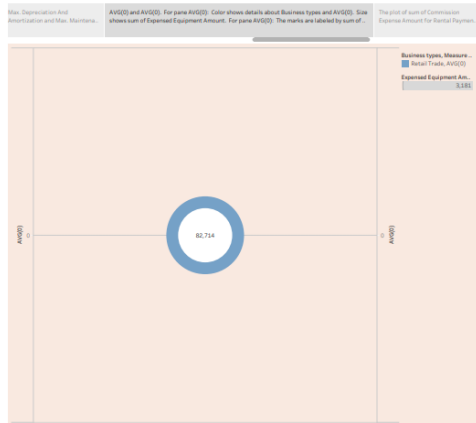 Max. Depreciation And
Amortization and Max. Maintena..
AVG(0) and AVG(0). For pane AVG(0): Color shows details about Business types and AVG(0). Size
shows sum of Expensed Equipment Amount. For pane AVG(0): The marks are labeled by sum of..
The plot of sum of Commission
Expense Amount for Rental Paymen..
Business types, Measure ..
Retail Trade, AVG(0)
Expensed Equipment Am..
3,181
AVG(0)
0
82,714
0
AVG(0)